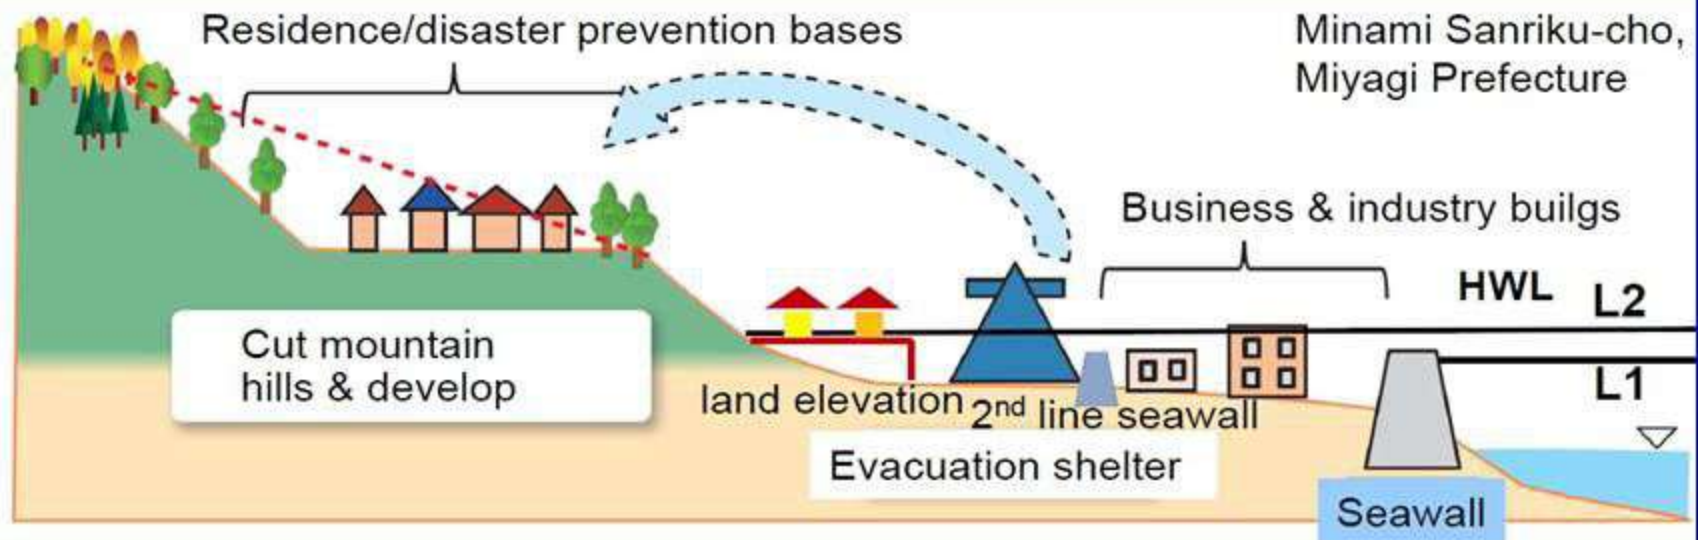 Residence/disaster prevention bases
Minami Sanriku-cho,
Miyagi Prefecture
Business & industry builgs
HWL
L2
Cut mountain
hills & develop
L1
land elevation
2nd line seawall
Evacuation shelter
Seawall